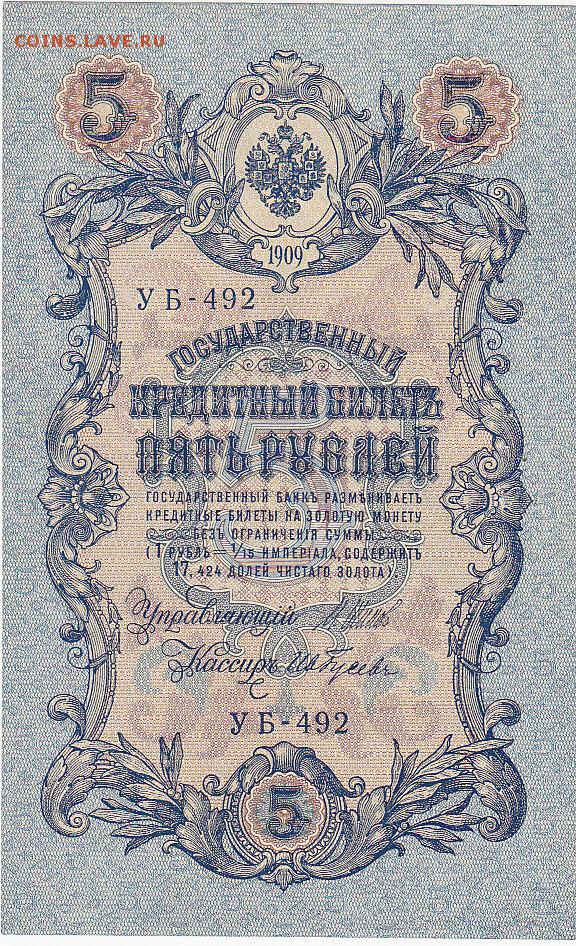 COINS.LAVE.RU
5 5
1909
УБ-492
ГОСУДАРСТВЕННЫЙ
КРЕДИТНЫЙ БИЛЕТЪ
ПЯТЬ РУБЛЕЙ
ГОСУДАРСТВЕННЫЙ БАНКЪ РАЗМѢНИВАЕТЪ
КРЕДИТНЫЕ БИЛЕТЫ НА ЗОЛОТУЮ МОНЕТУ
БЕЗЪ ОГРАНИЧЕНІЯ СУММЫ
(1 РУБЛЬ = 1/15 ИМПЕРІАЛА, СОДЕРЖИТЪ
17,424 ДОЛЕЙ ЧИСТАГО ЗОЛОТА).
Управляющій
Кассиръ
УБ-492
5